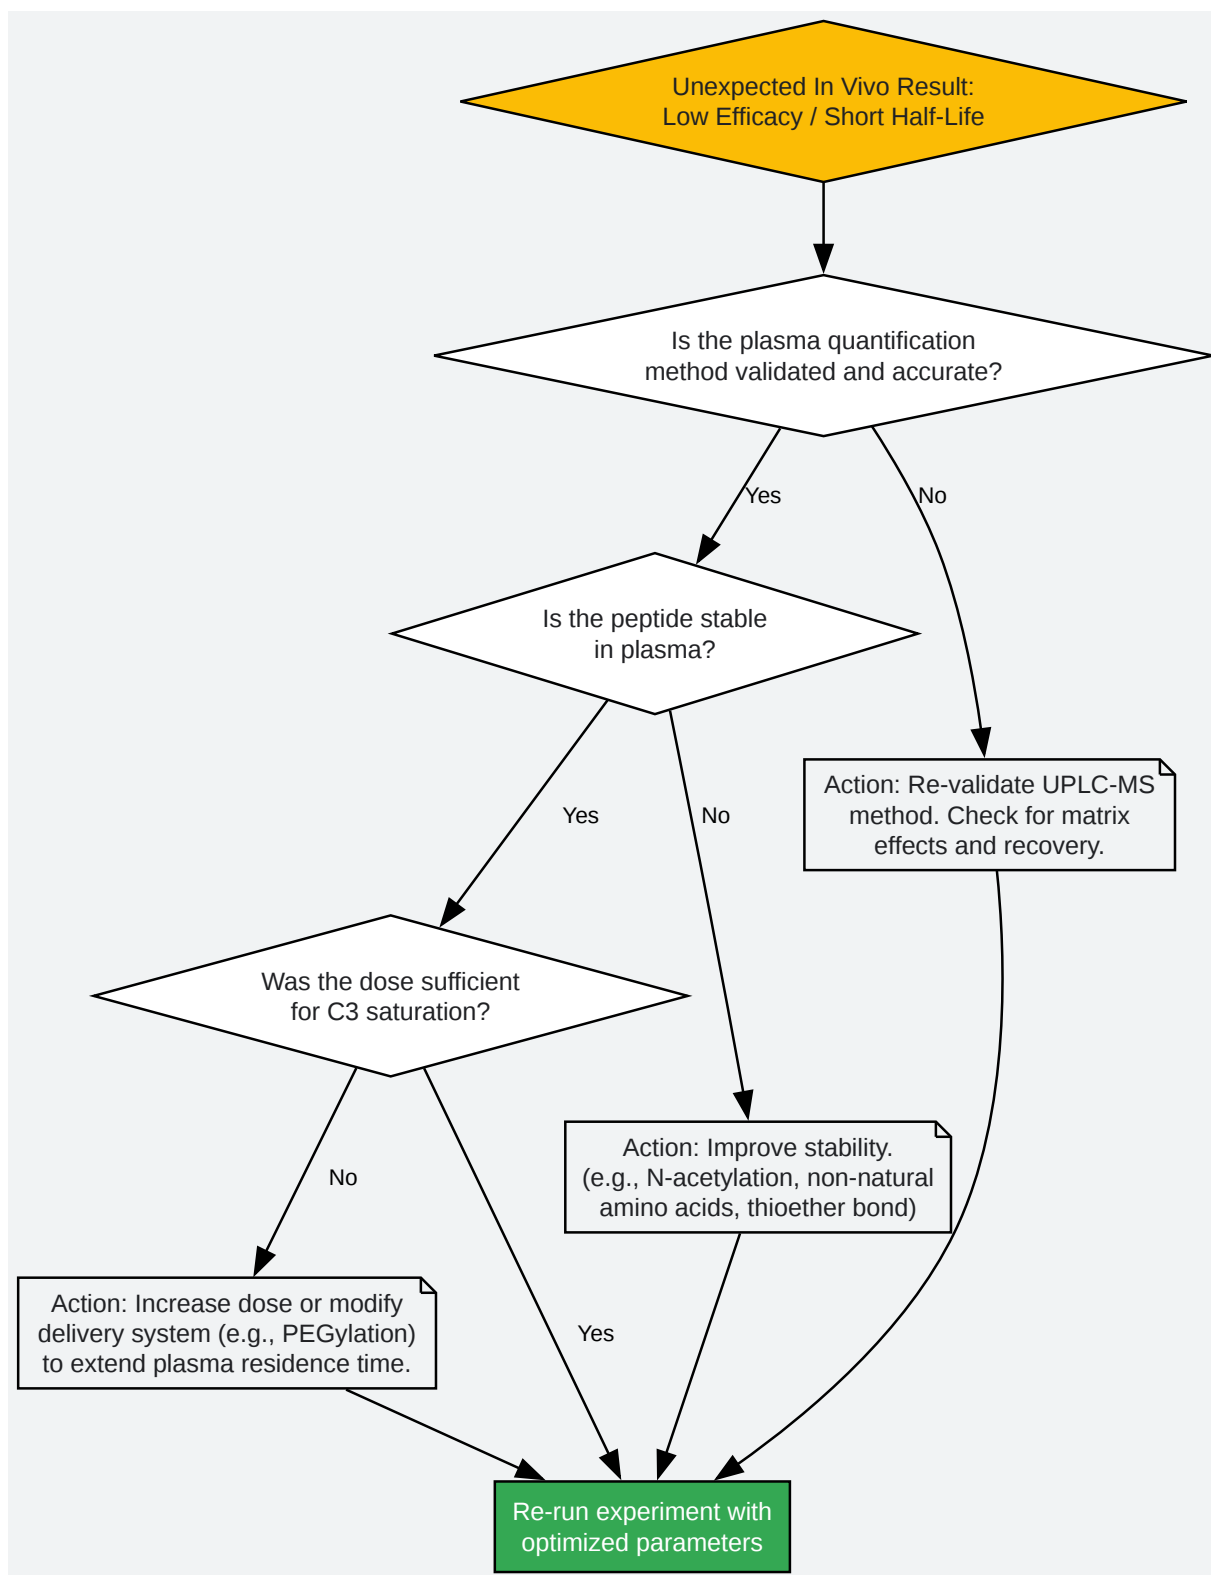 Unexpected In Vivo Result:
Low Efficacy / Short Half-Life
Is the plasma quantification
method validated and accurate?
Yes
No
Is the peptide stable
in plasma?
Action: Re-validate UPLC-MS
method. Check for matrix
effects and recovery.
Yes
No
Was the dose sufficient
for C3 saturation?
Action: Improve stability.
(e.g., N-acetylation, non-natural
amino acids, thioether bond)
No
Yes
Action: Increase dose or modify
delivery system (e.g., PEGylation)
to extend plasma residence time.
Re-run experiment with
optimized parameters